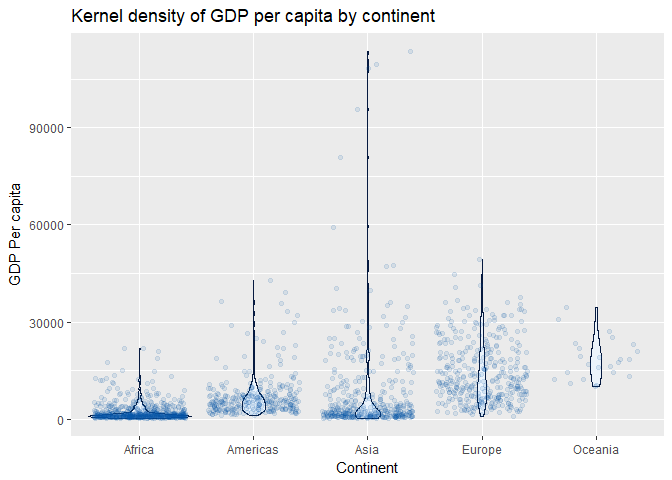 Kernel density of GDP per capita by continent
GDP Per capita
90000
60000
30000
0
Africa
Americas
Asia
Europe
Oceania
Continent